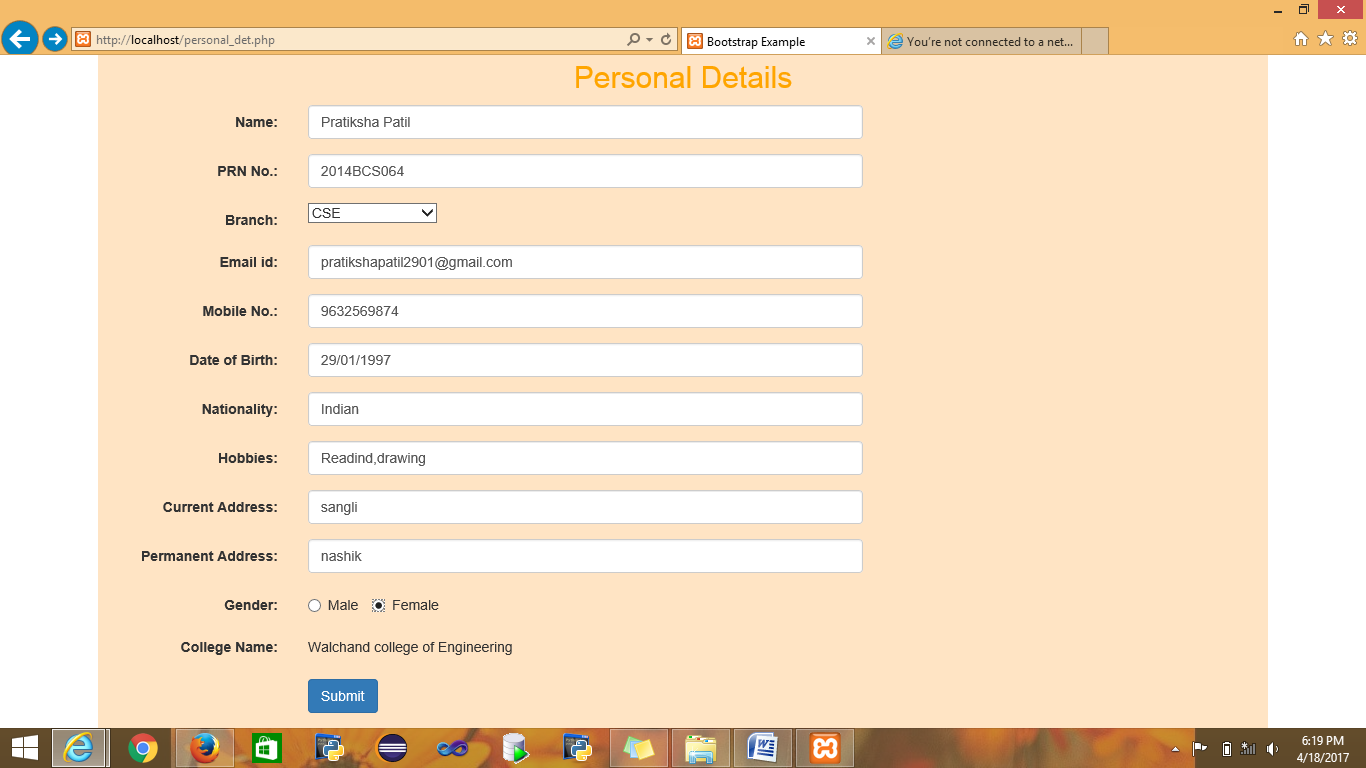 http://localhost/personal_det.php
Bootstrap Example
You're not connected to a net...
Personal Details
Name: Pratiksha Patil
PRN No.: 2014BCS064
Branch: CSE
Email id: pratikshapatil2901@gmail.com
Mobile No.: 9632569874
Date of Birth: 29/01/1997
Nationality: Indian
Hobbies: Readind,drawing
Current Address: sangli
Permanent Address: nashik
Gender: Male Female
College Name: Walchand college of Engineering
Submit
6:19 PM
4/18/2017